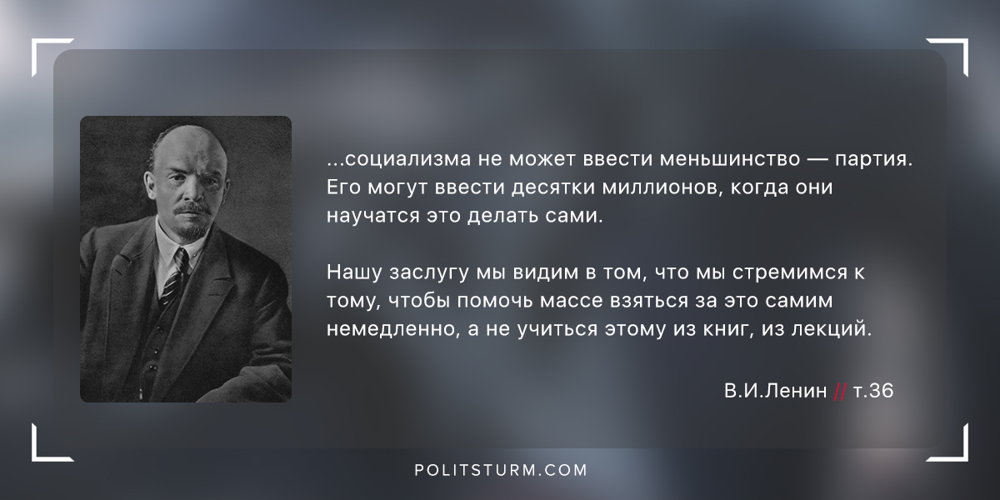 ...социализма не может ввести меньшинство — партия.
Его могут ввести десятки миллионов, когда они
научатся это делать сами.
Нашу заслугу мы видим в том, что мы стремимся к
тому, чтобы помочь массе взяться за это самим
немедленно, а не учиться этому из книг, из лекций.
В.И.Ленин // т.36
POLITSTURM.COM